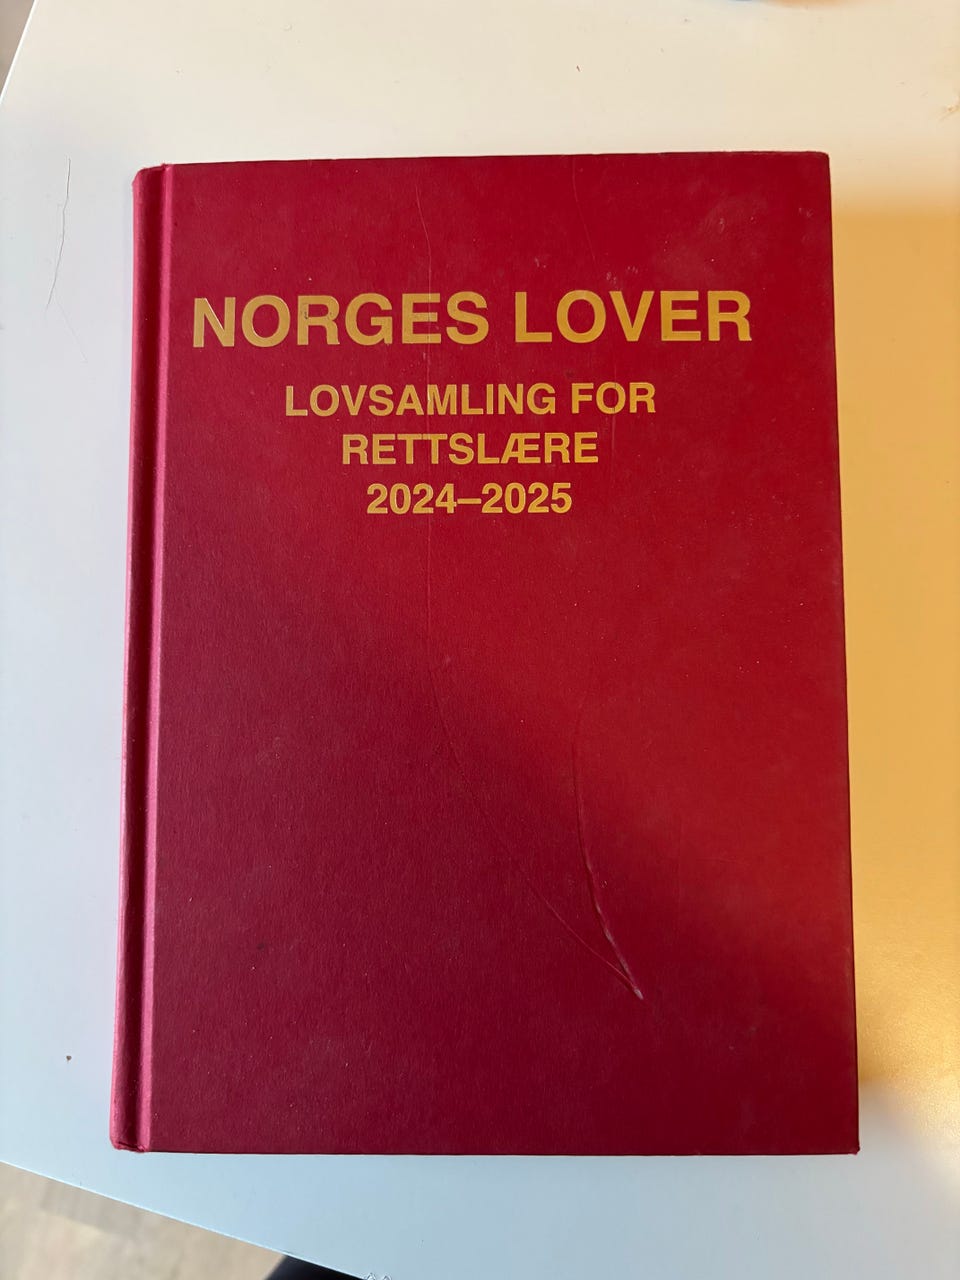 NORGES LOVER
LOVSAMLING FOR
RETTSLÆRE
2024–2025